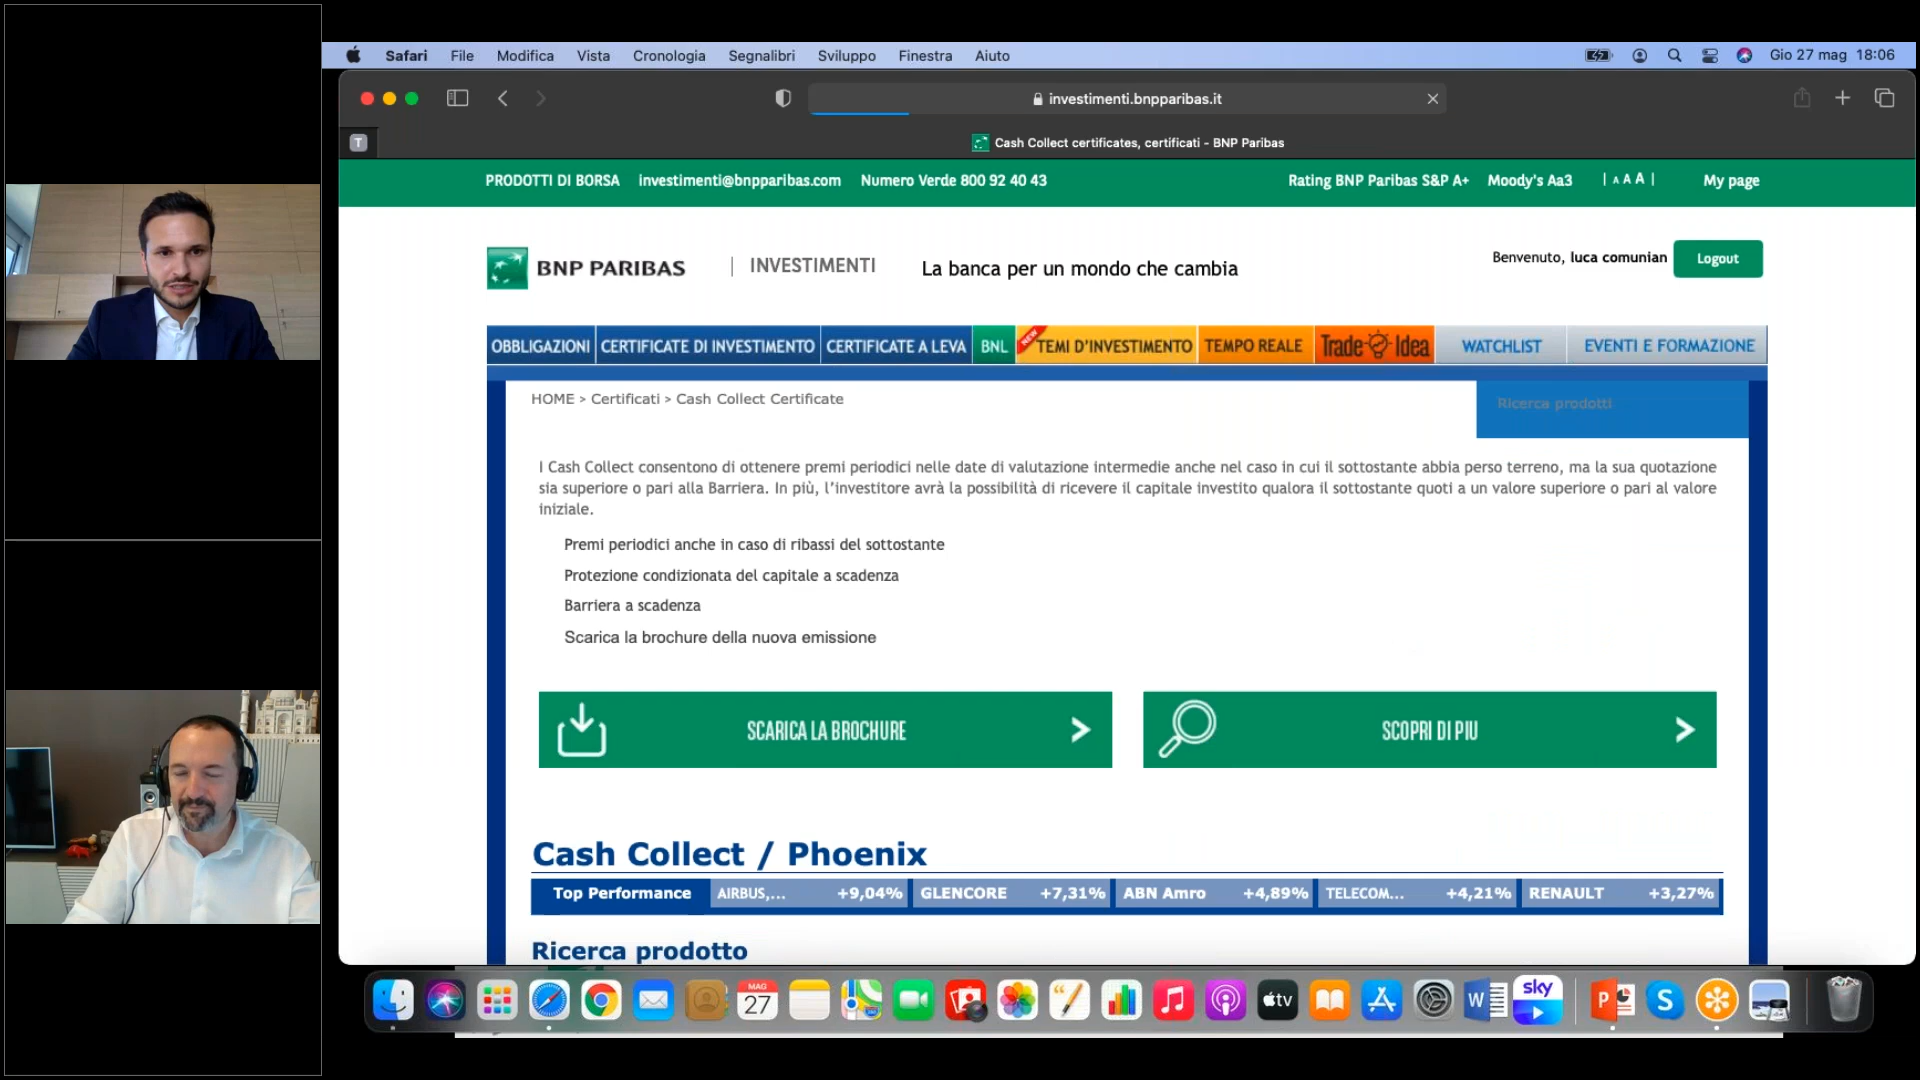 Safari File Modifica Vista Cronologia Segnalibri Sviluppo Finestra Aiuto Gio 27 mag 18:06
investimenti.bnpparibas.it
T Cash Collect certificates, certificati - BNP Paribas
PRODOTTI DI BORSA investimenti@bnpparibas.com Numero Verde 800 92 40 43 Rating BNP Paribas S&P A+ Moody's Aa3 | A A A | My page
BNP PARIBAS | INVESTIMENTI La banca per un mondo che cambia Benvenuto, luca comunian Logout
OBBLIGAZIONI CERTIFICATE DI INVESTIMENTO CERTIFICATE A LEVA BNL NEW TEMI D'INVESTIMENTO TEMPO REALE Trade Idea WATCHLIST EVENTI E FORMAZIONE
HOME > Certificati > Cash Collect Certificate Ricerca prodotti
I Cash Collect consentono di ottenere premi periodici nelle date di valutazione intermedie anche nel caso in cui il sottostante abbia perso terreno, ma la sua quotazione
sia superiore o pari alla Barriera. In più, l'investitore avrà la possibilità di ricevere il capitale investito qualora il sottostante quoti a un valore superiore o pari al valore
iniziale.
Premi periodici anche in caso di ribassi del sottostante
Protezione condizionata del capitale a scadenza
Barriera a scadenza
Scarica la brochure della nuova emissione
SCARICA LA BROCHURE SCOPRI DI PIU
Cash Collect / Phoenix
Top Performance AIRBUS,... +9,04% GLENCORE +7,31% ABN Amro +4,89% TELECOM... +4,21% RENAULT +3,27%
Ricerca prodotto
MAG
27
tv
W
sky
P
S